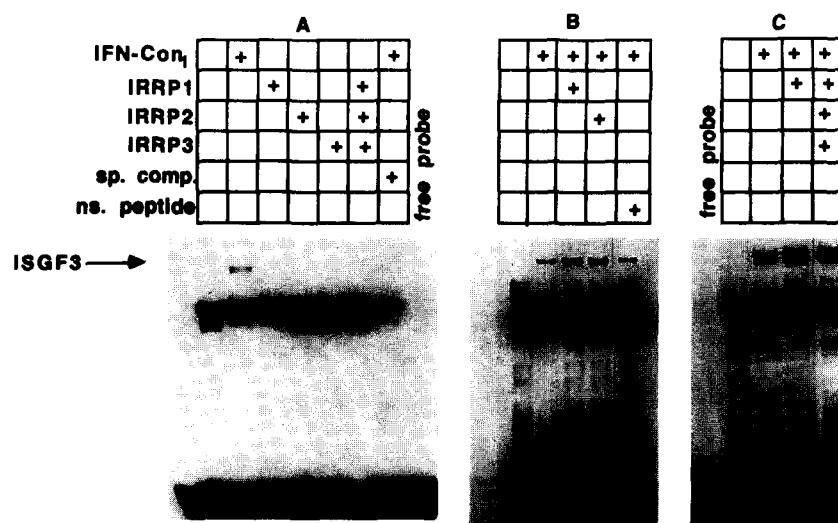 A B C
IFN-Con₁ + + + + + + + + +
IRRP1 + + + + +
IRRP2 + + + +
IRRP3 + + +
sp. comp. +
ns. peptide +
free probe
free probe
ISGF3